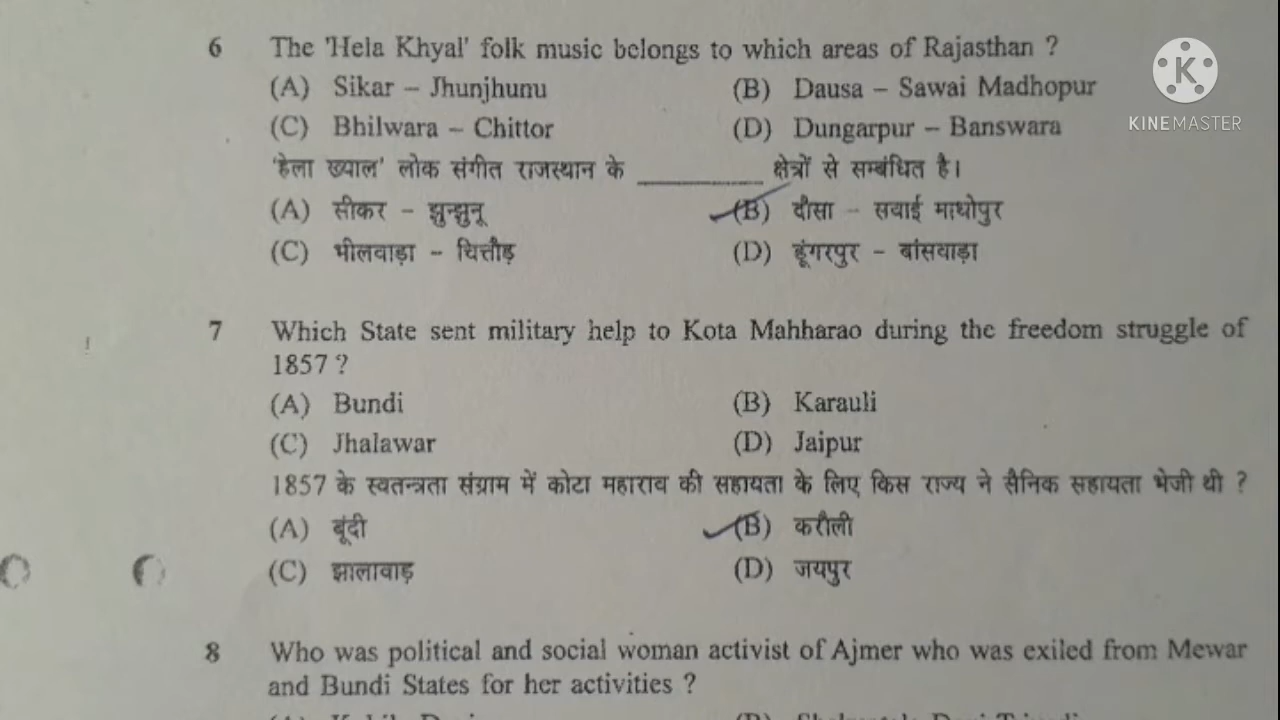 6 The 'Hela Khyal' folk music belongs to which areas of Rajasthan ?
(A) Sikar – Jhunjhunu (B) Dausa – Sawai Madhopur
(C) Bhilwara – Chittor (D) Dungarpur – Banswara
'हेला ख्याल' लोक संगीत राजस्थान के __________ क्षेत्रों से सम्बंधित है।
(A) सीकर – झुन्झुनू (B) दौसा – सवाई माधोपुर
(C) भीलवाड़ा – चित्तौड़ (D) डूंगरपुर – बांसवाड़ा
7 Which State sent military help to Kota Mahharao during the freedom struggle of
1857 ?
(A) Bundi (B) Karauli
(C) Jhalawar (D) Jaipur
1857 के स्वतन्त्रता संग्राम में कोटा महाराव की सहायता के लिए किस राज्य ने सैनिक सहायता भेजी थी ?
(A) बूंदी (B) करौली
(C) झालावाड़ (D) जयपुर
8 Who was political and social woman activist of Ajmer who was exiled from Mewar
and Bundi States for her activities ?
K
KINEMASTER